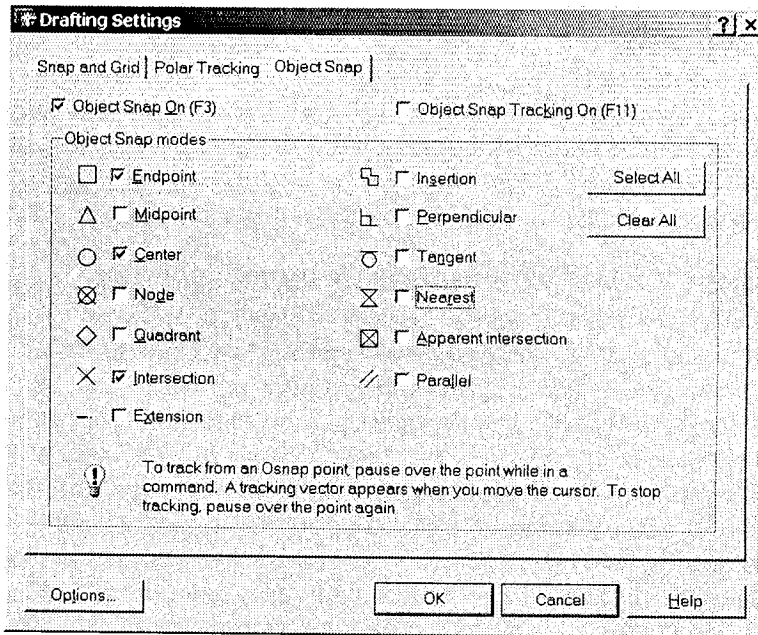 Drafting Settings
? ×
Snap and Grid Polar Tracking Object Snap
Object Snap On (F3) Object Snap Tracking On (F11)
Object Snap modes
Endpoint Insertion Select All
Midpoint Perpendicular Clear All
Center Tangent
Node Nearest
Quadrant Apparent intersection
Intersection Parallel
Extension
To track from an Osnap point, pause over the point while in a
command. A tracking vector appears when you move the cursor. To stop
tracking, pause over the point again
Options... OK Cancel Help